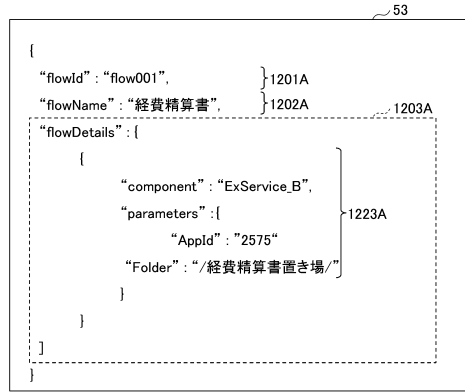 53
{
“flowId” : “flow001”, }1201A
“flowName” : “経費精算書”, }1202A
1203A
“flowDetails” : {
{
“component” : “ExService_B”,
“parameters” :{
“AppId” : ”2575“ }1223A
“Folder” : “/経費精算書置き場/”
}
}
]
}